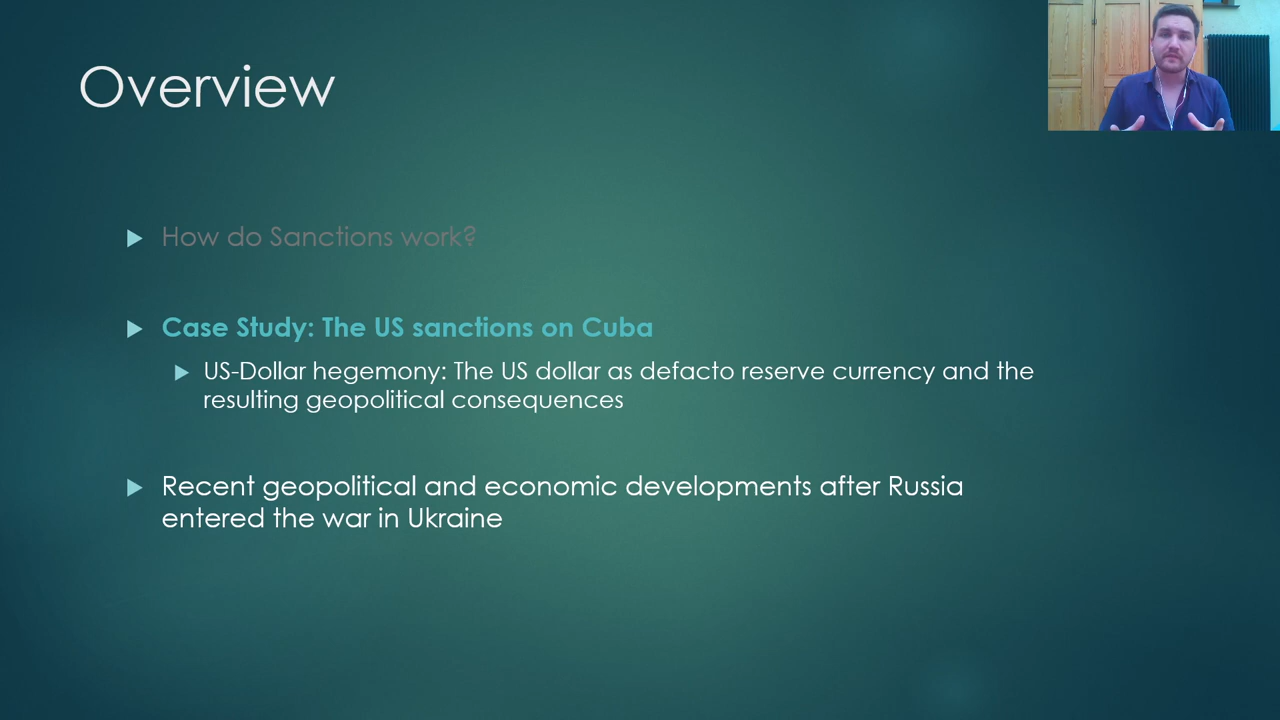 Overview
How do Sanctions work?
Case Study: The US sanctions on Cuba
US-Dollar hegemony: The US dollar as defacto reserve currency and the
resulting geopolitical consequences
Recent geopolitical and economic developments after Russia
entered the war in Ukraine